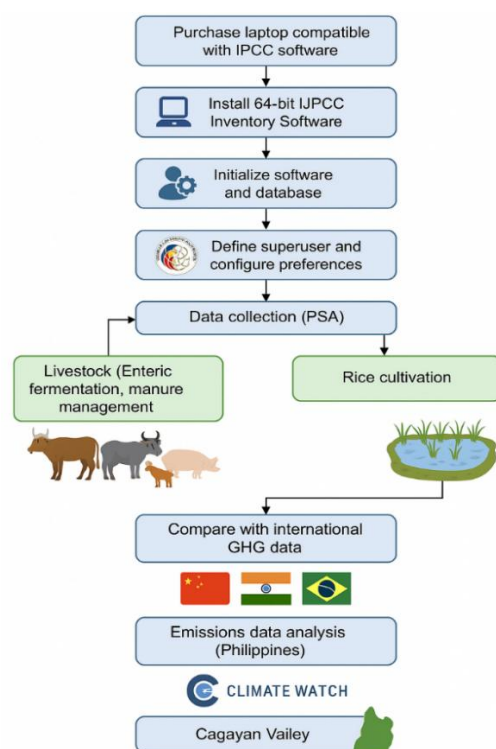 Purchase laptop compatible
with IPCC software
Install 64-bit IJPCC
Inventory Software
Initialize software
and database
Define superuser and
configure preferences
Data collection (PSA)
Livestock (Enteric
fermentation, manure
management
Rice cultivation
Compare with international
GHG data
Emissions data analysis
(Philippines)
CLIMATE WATCH
Cagayan Vailey